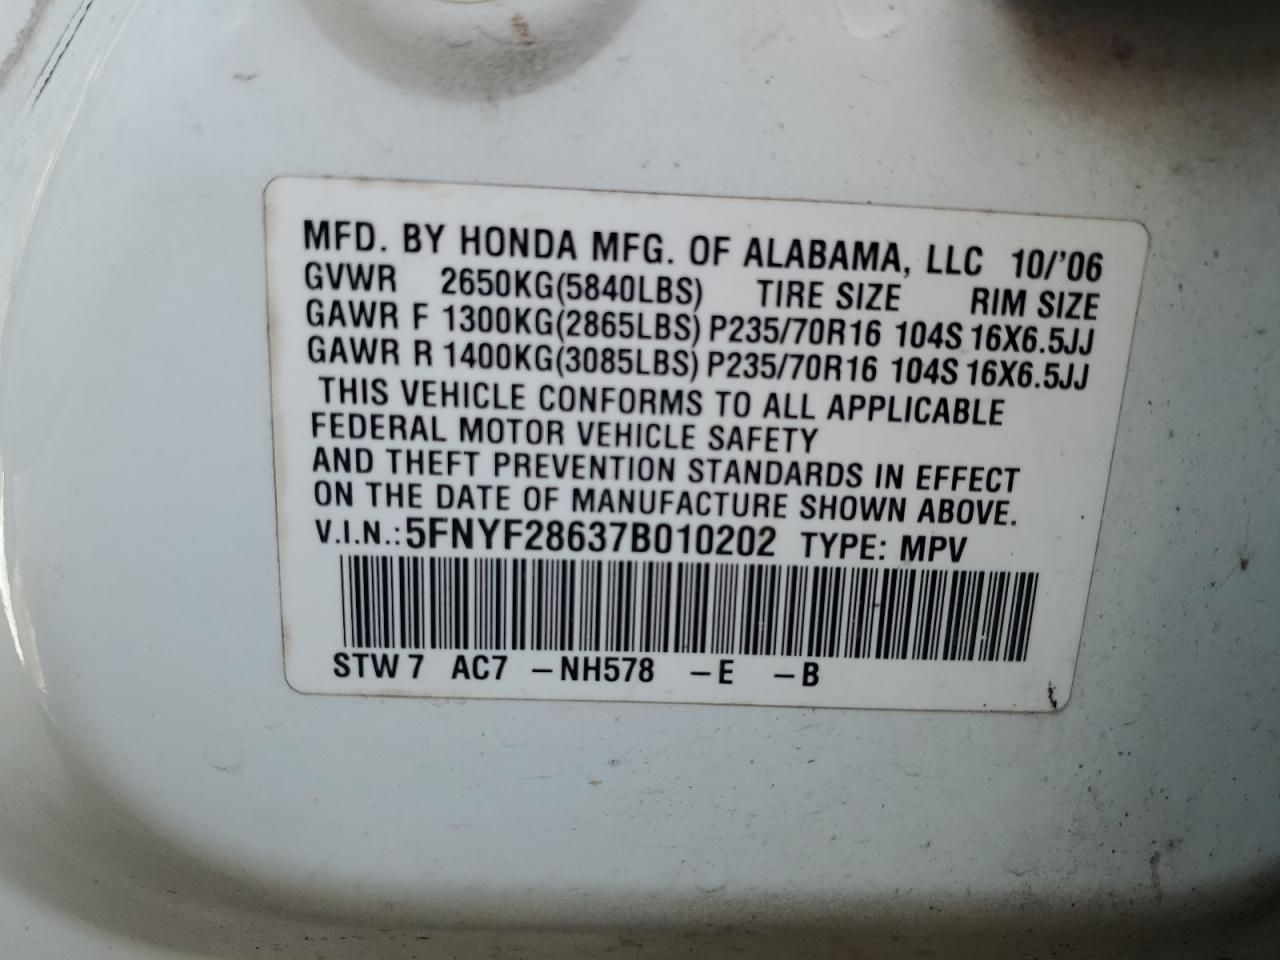 MFD. BY HONDA MFG. OF ALABAMA, LLC 10/'06
GVWR 2650KG(5840LBS) TIRE SIZE RIM SIZE
GAWR F 1300KG(2865LBS) P235/70R16 104S 16X6.5JJ
GAWR R 1400KG(3085LBS) P235/70R16 104S 16X6.5JJ
THIS VEHICLE CONFORMS TO ALL APPLICABLE
FEDERAL MOTOR VEHICLE SAFETY
AND THEFT PREVENTION STANDARDS IN EFFECT
ON THE DATE OF MANUFACTURE SHOWN ABOVE.
V.I.N.:5FNYF28637B010202 TYPE: MPV
STW7 AC7 –NH578 –E –B